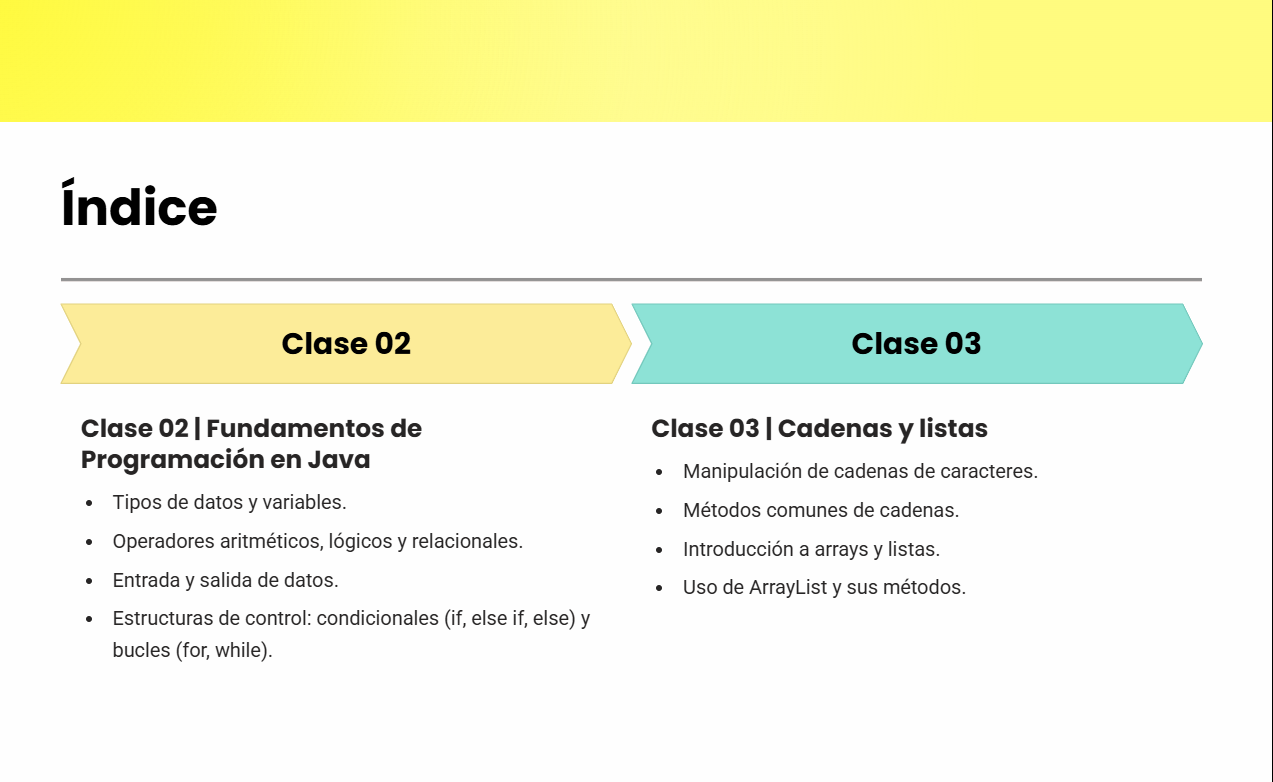 Índice
Clase 02
Clase 03
Clase 02 | Fundamentos de
Programación en Java
• Tipos de datos y variables.
• Operadores aritméticos, lógicos y relacionales.
• Entrada y salida de datos.
• Estructuras de control: condicionales (if, else if, else) y
bucles (for, while).
Clase 03 | Cadenas y listas
• Manipulación de cadenas de caracteres.
• Métodos comunes de cadenas.
• Introducción a arrays y listas.
• Uso de ArrayList y sus métodos.